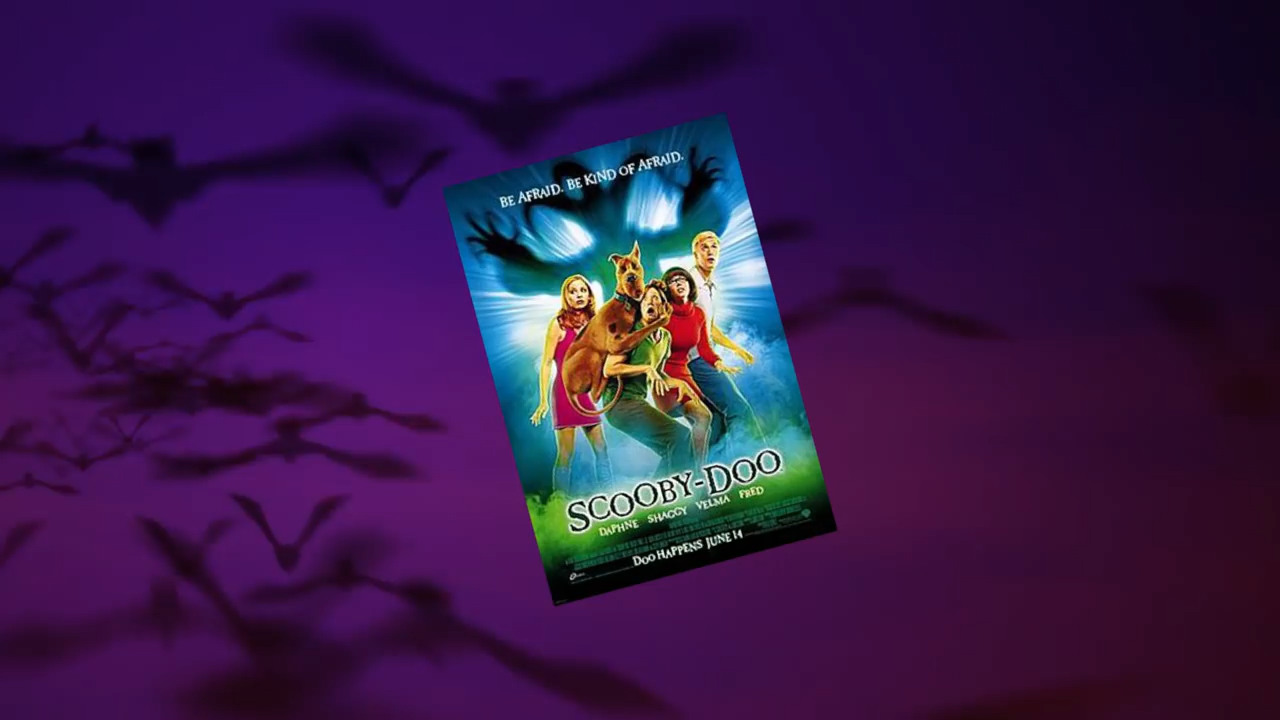 BE AFRAID. BE KIND OF AFRAID.
SCOOBY-DOO
DAPHNE SHAGGY VELMA FRED
DOO HAPPENS JUNE 14